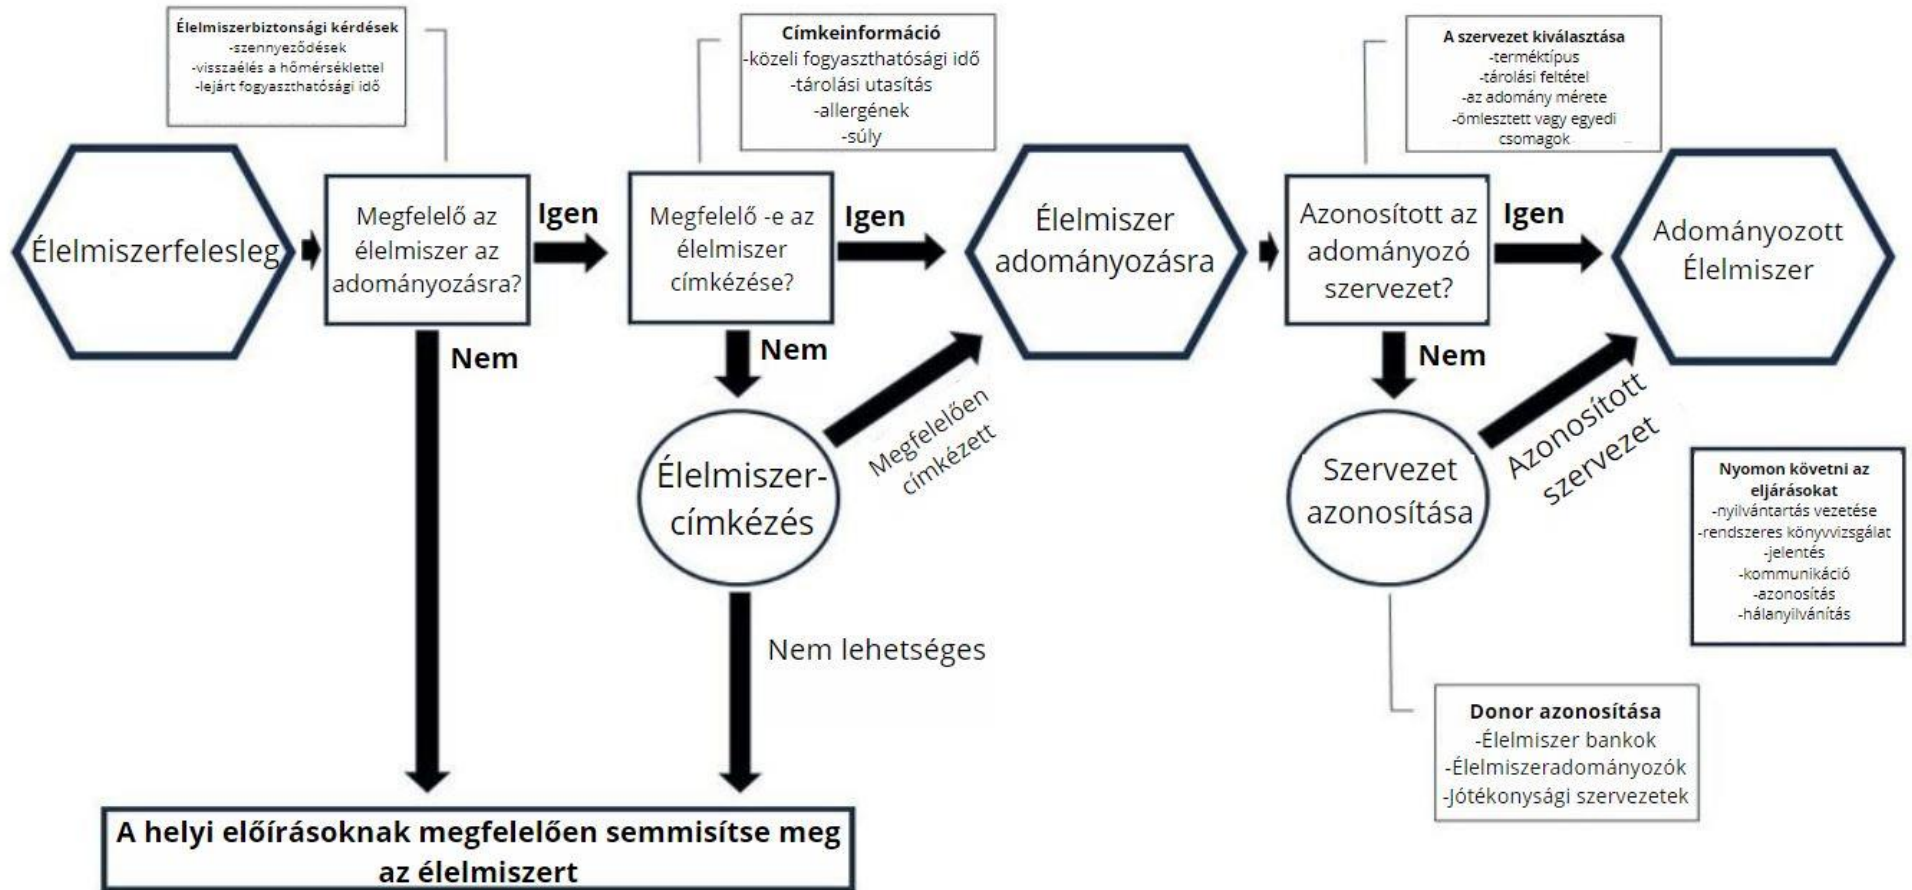 Élelmiszerbiztonsági kérdések
-szennyeződések
-visszaélés a hőmérséklettel
-lejárt fogyaszthatósági idő
Címkeinformáció
-közeli fogyaszthatósági idő
-tárolási utasítás
-allergének
-súly
A szervezet kiválasztása
-terméktípus
-tárolási feltétel
-az adomány mérete
-ömlesztett vagy egyedi
csomagok
Élelmiszerfelesleg
Megfelelő az
élelmiszer az
adományozásra?
Igen
Megfelelő -e az
élelmiszer
címkézése?
Igen
Élelmiszer
adományozásra
Azonosított az
adományozó
szervezet?
Igen
Adományozott
Élelmiszer
Nem
Nem
Nem
Élelmiszer-
címkézés
Megfelelően
címkézett
Szervezet
azonosítása
Azonosított
szervezet
Nyomon követni az
eljárásokat
-nyilvántartás vezetése
-rendszeres könyvvizsgálat
-jelentés
-kommunikáció
-azonosítás
-hálanyilvánítás
Nem lehetséges
Donor azonosítása
-Élelmiszer bankok
-Élelmiszeradományozók
-Jótékonysági szervezetek
A helyi előírásoknak megfelelően semmisítse meg
az élelmiszert